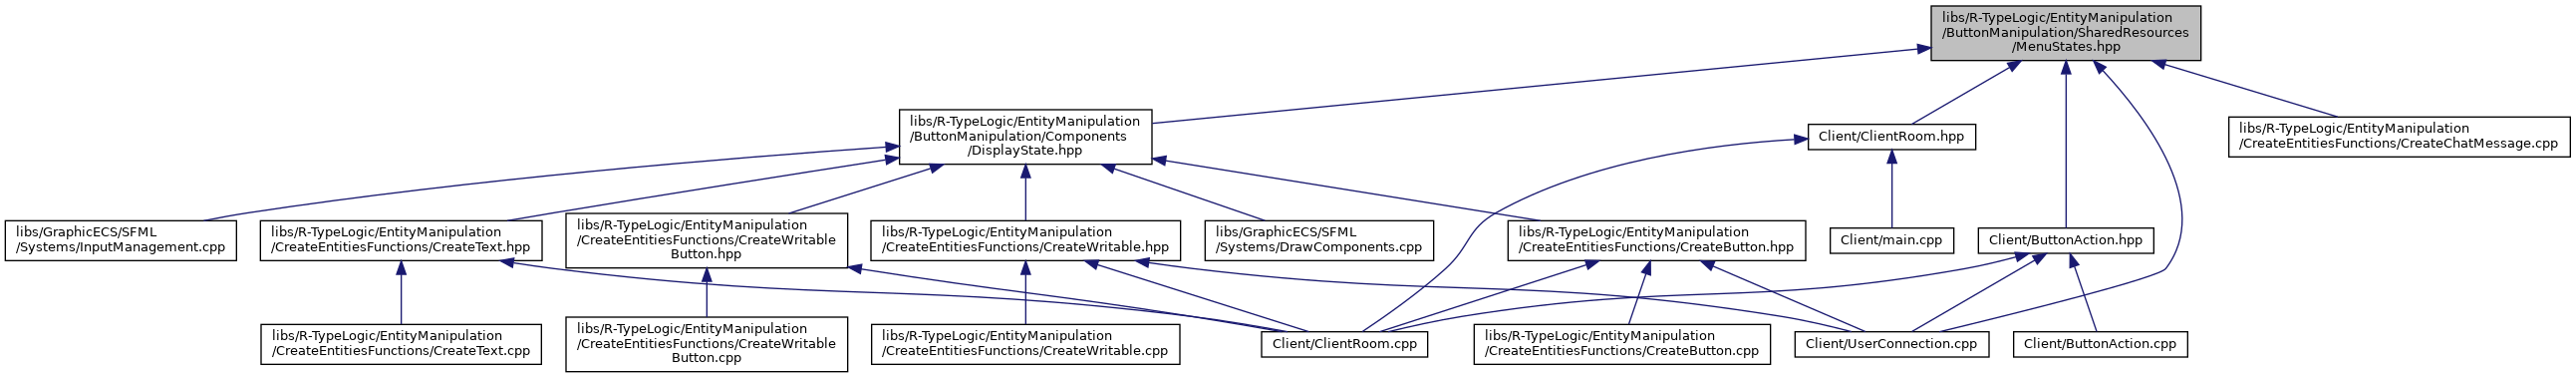 libs/R-TypeLogic/EntityManipulation
/ButtonManipulation/SharedResources
/MenuStates.hpp
libs/R-TypeLogic/EntityManipulation
/ButtonManipulation/Components
/DisplayState.hpp
Client/ClientRoom.hpp
libs/R-TypeLogic/EntityManipulation
/CreateEntitiesFunctions/CreateChatMessage.cpp
libs/GraphicECS/SFML
/Systems/InputManagement.cpp
libs/R-TypeLogic/EntityManipulation
/CreateEntitiesFunctions/CreateText.hpp
libs/R-TypeLogic/EntityManipulation
/CreateEntitiesFunctions/CreateWritable
Button.hpp
libs/R-TypeLogic/EntityManipulation
/CreateEntitiesFunctions/CreateWritable.hpp
libs/GraphicECS/SFML
/Systems/DrawComponents.cpp
libs/R-TypeLogic/EntityManipulation
/CreateEntitiesFunctions/CreateButton.hpp
Client/main.cpp
Client/ButtonAction.hpp
libs/R-TypeLogic/EntityManipulation
/CreateEntitiesFunctions/CreateText.cpp
libs/R-TypeLogic/EntityManipulation
/CreateEntitiesFunctions/CreateWritable
Button.cpp
libs/R-TypeLogic/EntityManipulation
/CreateEntitiesFunctions/CreateWritable.cpp
Client/ClientRoom.cpp
libs/R-TypeLogic/EntityManipulation
/CreateEntitiesFunctions/CreateButton.cpp
Client/UserConnection.cpp
Client/ButtonAction.cpp